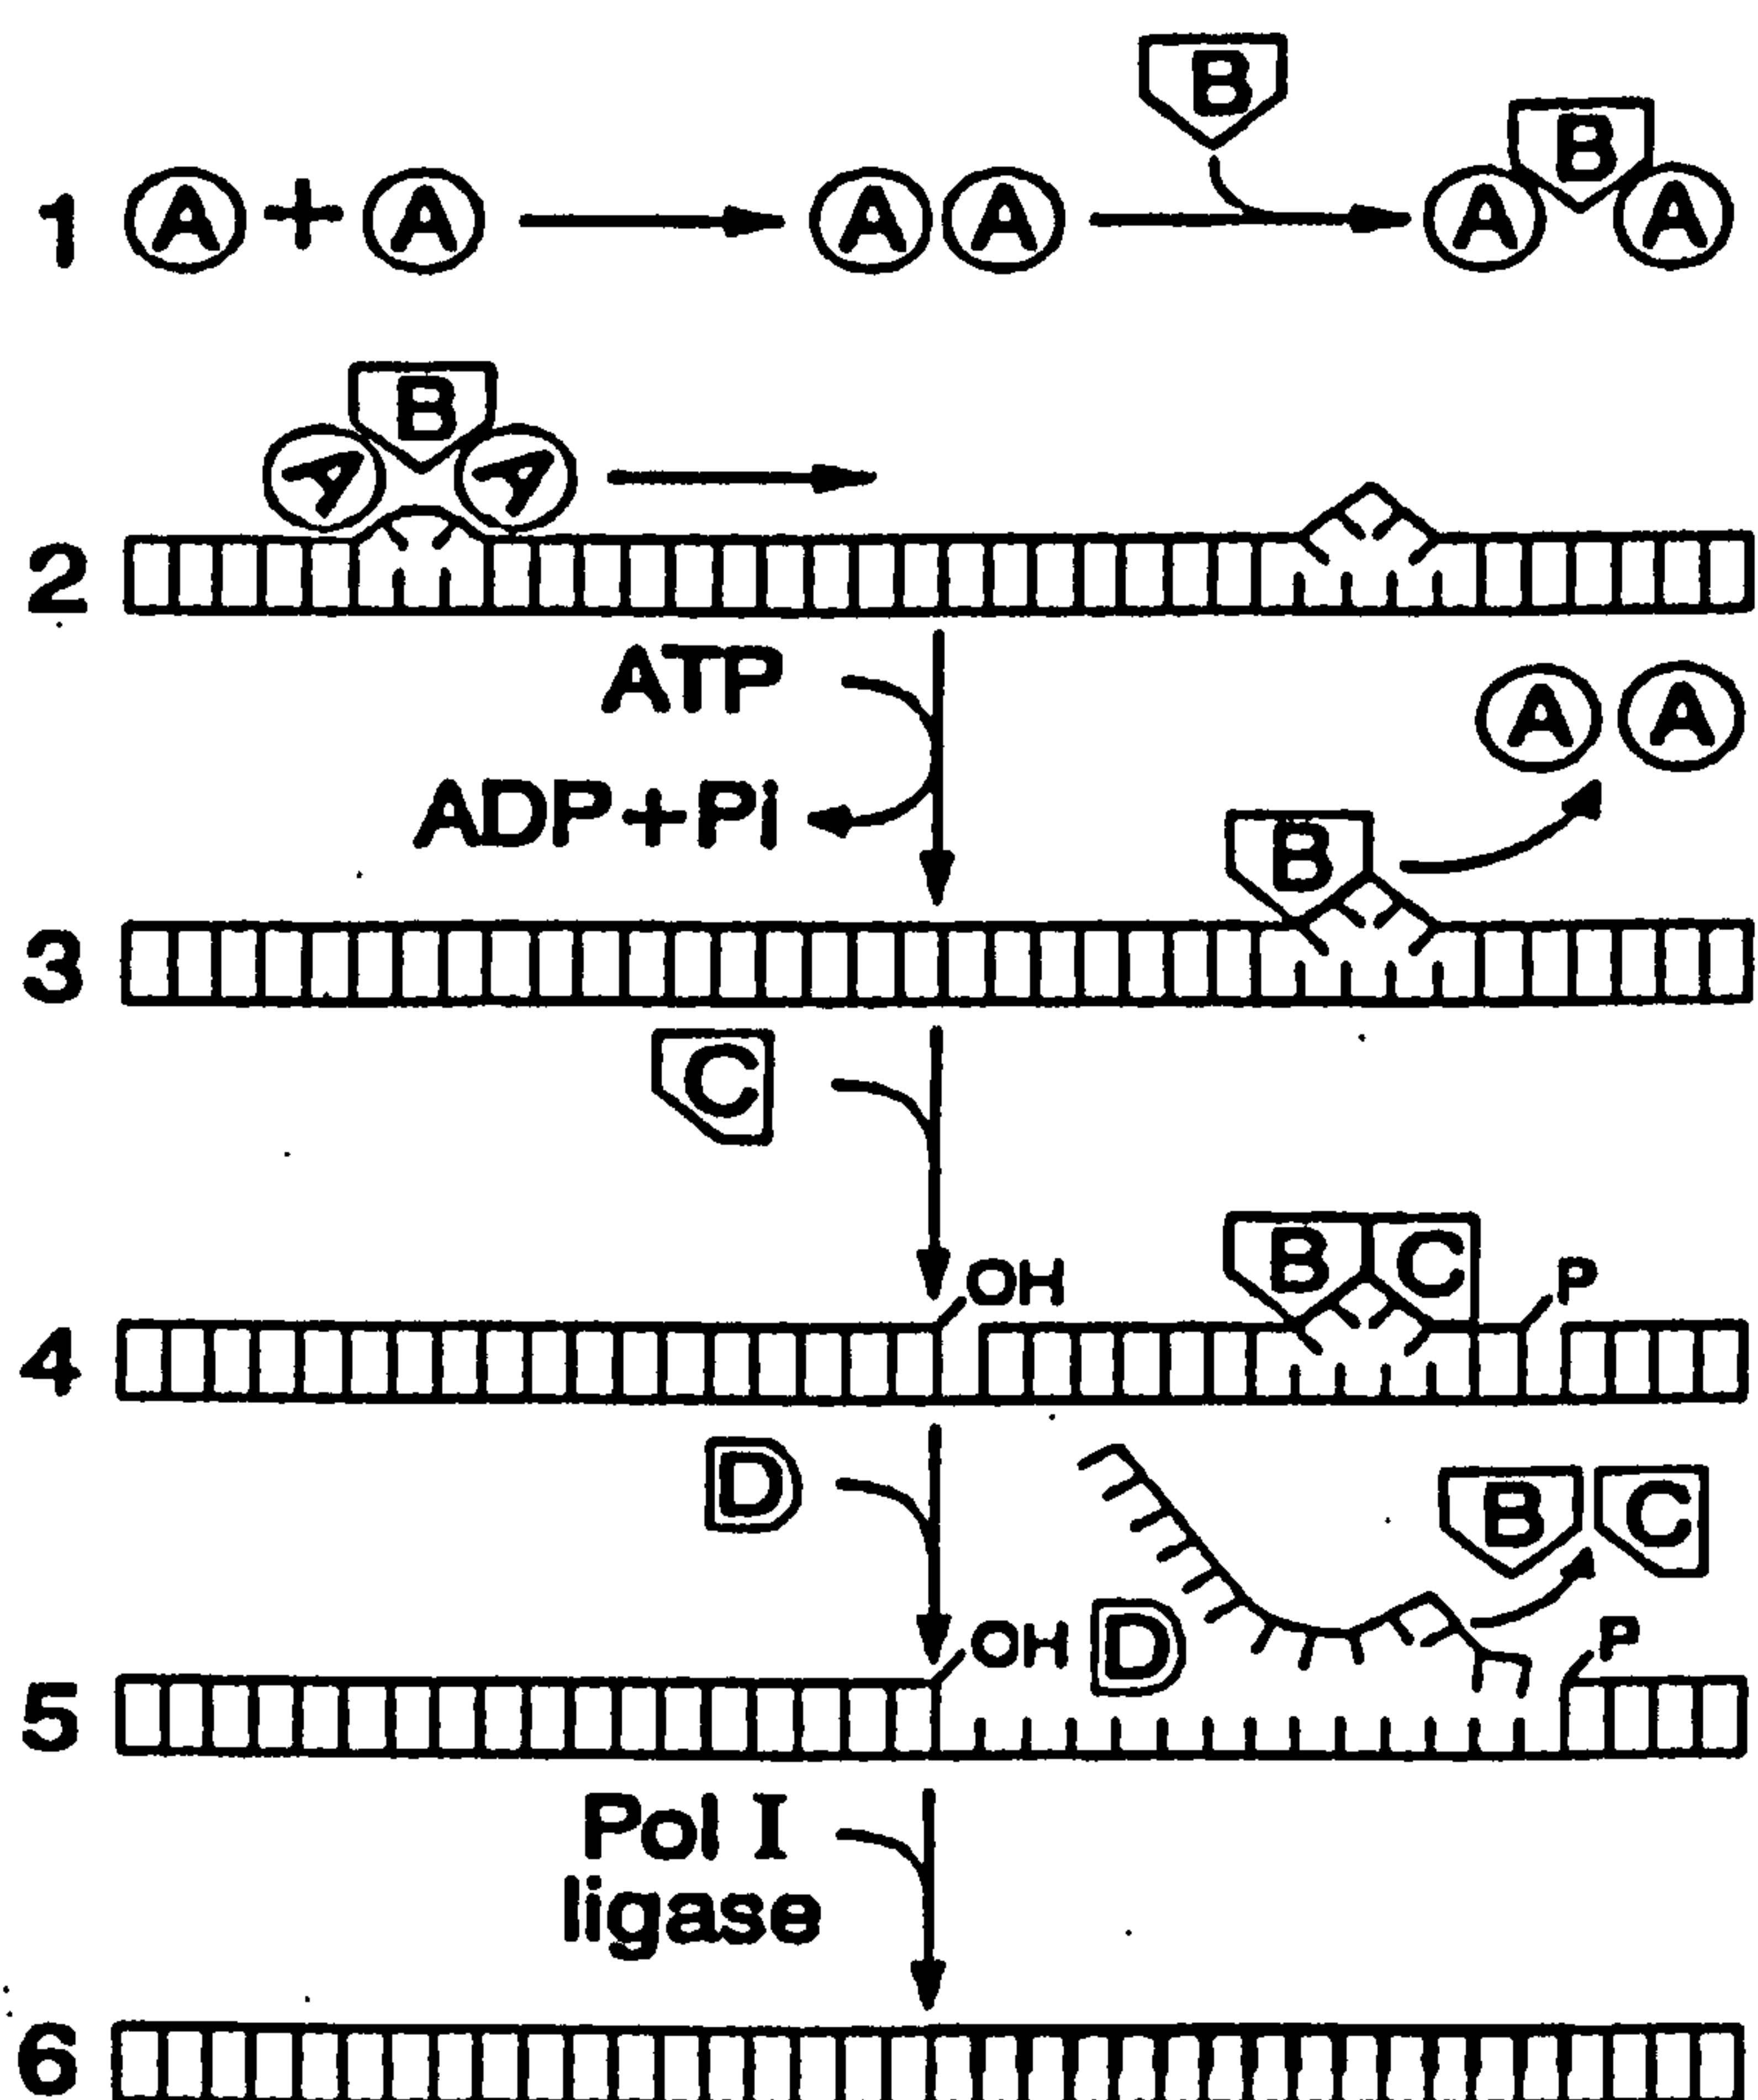 B
B
1 A + A A A A A
B
A A
2
ATP
A A
ADP+Pi
B
3
C
B C
OH P
4
D
B C
OH D P
5
Pol I
ligase
6